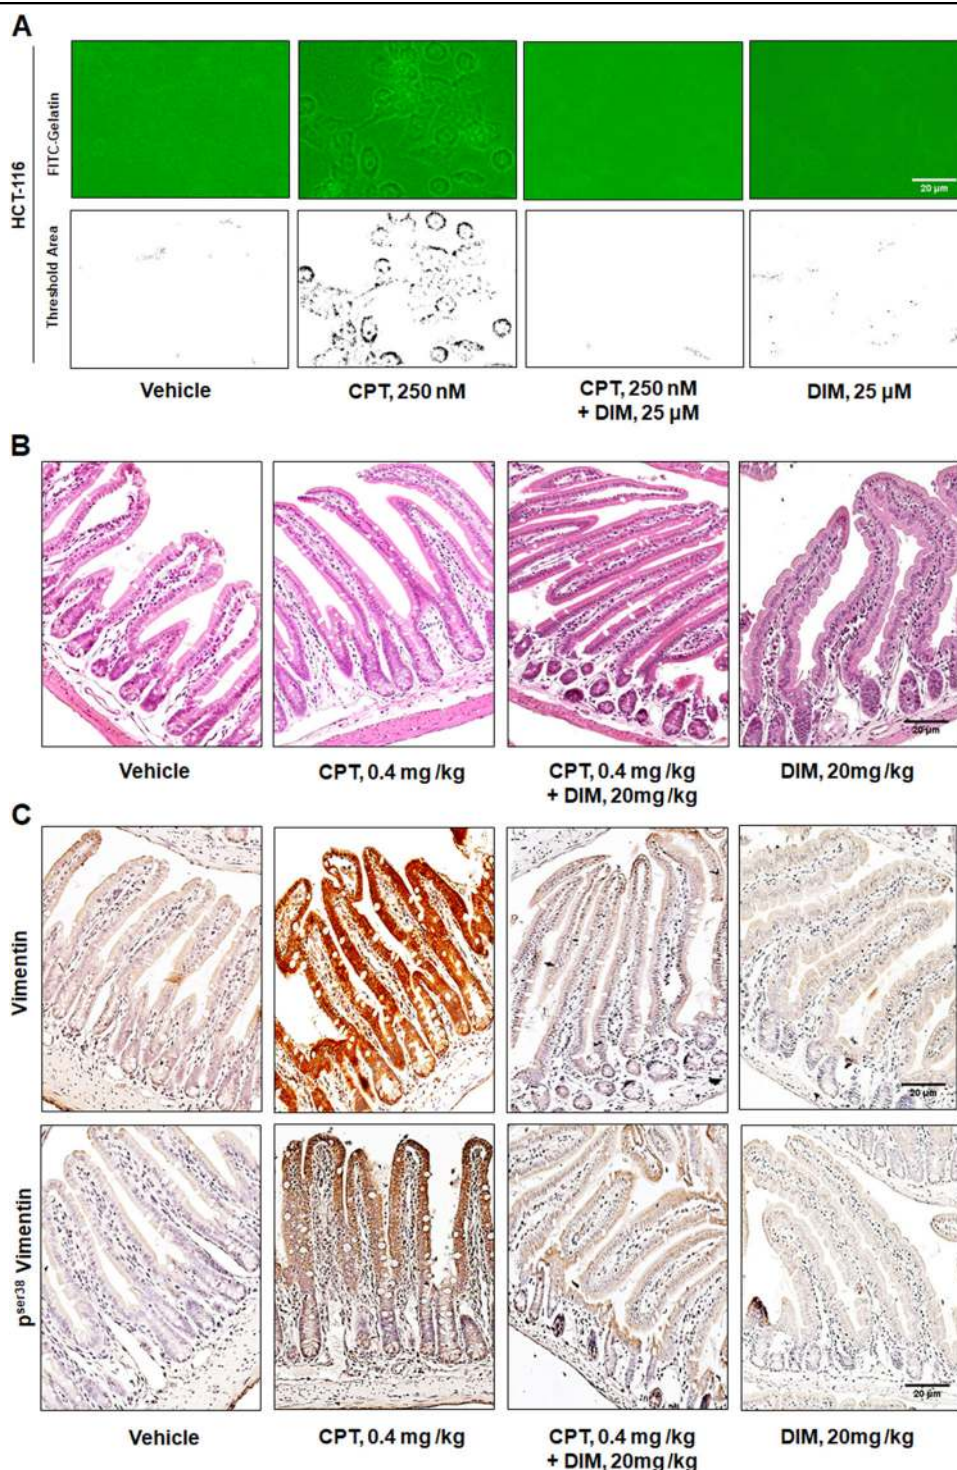 A
HCT-116
FITC-Gelatin
20 µm
Threshold Area
Vehicle
CPT, 250 nM
CPT, 250 nM
+ DIM, 25 µM
DIM, 25 µM
B
20 µm
Vehicle
CPT, 0.4 mg/kg
CPT, 0.4 mg/kg
+ DIM, 20mg/kg
DIM, 20mg/kg
C
Vimentin
20 µm
pser38 Vimentin
20 µm
Vehicle
CPT, 0.4 mg/kg
CPT, 0.4 mg/kg
+ DIM, 20mg/kg
DIM, 20mg/kg